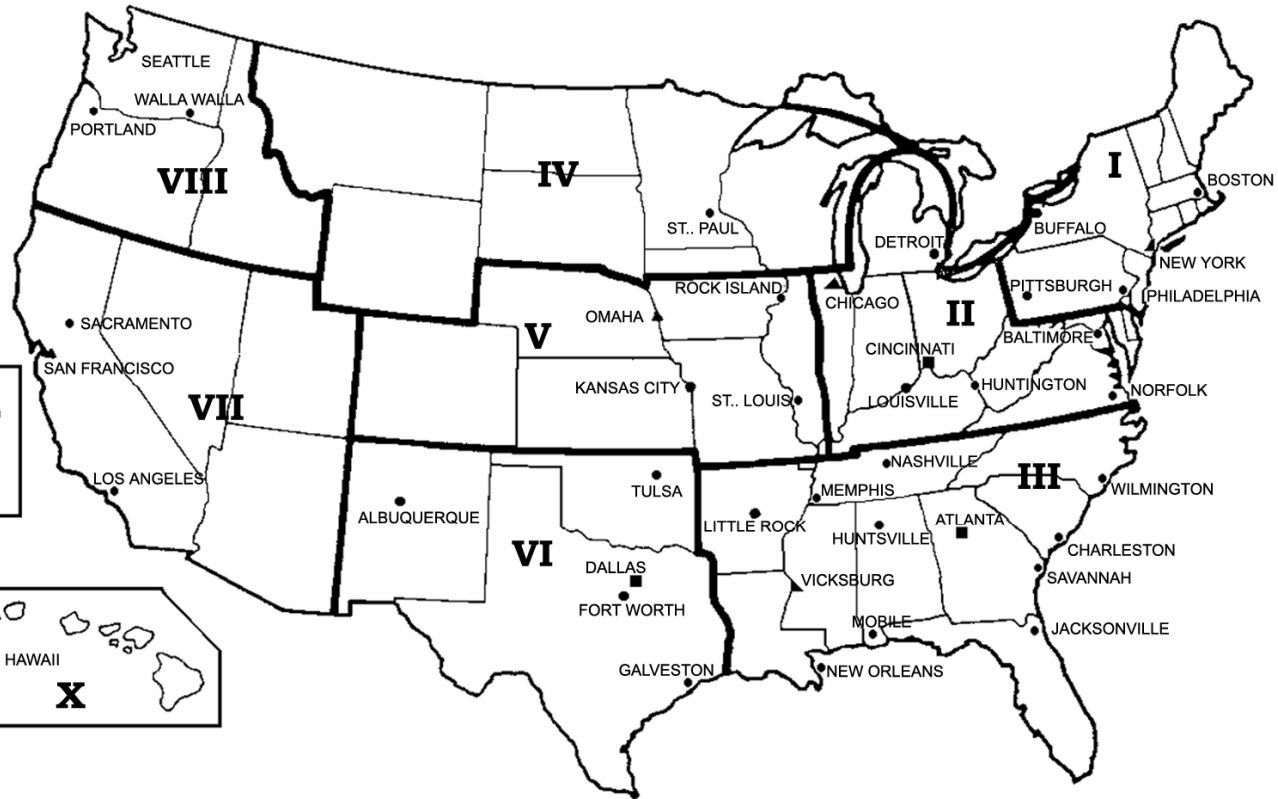 SEATTLE
WALLA WALLA
PORTLAND
VIII
IV
I
BOSTON
ST.. PAUL
DETROIT
BUFFALO
NEW YORK
ROCK ISLAND
CHICAGO
PITTSBURGH
PHILADELPHIA
SACRAMENTO
OMAHA
V
II
BALTIMORE
SAN FRANCISCO
CINCINNATI
VII
KANSAS CITY
ST.. LOUIS
LOUISVILLE
HUNTINGTON
NORFOLK
LOS ANGELES
ALBUQUERQUE
TULSA
NASHVILLE
MEMPHIS
III
WILMINGTON
LITTLE ROCK
HUNTSVILLE
ATLANTA
VI
DALLAS
FORT WORTH
CHARLESTON
VICKSBURG
SAVANNAH
MOBILE
JACKSONVILLE
GALVESTON
NEW ORLEANS
HAWAII
X